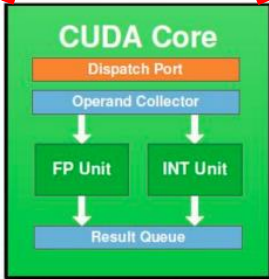 CUDA Core
Dispatch Port
Operand Collector
FP Unit INT Unit
Result Queue